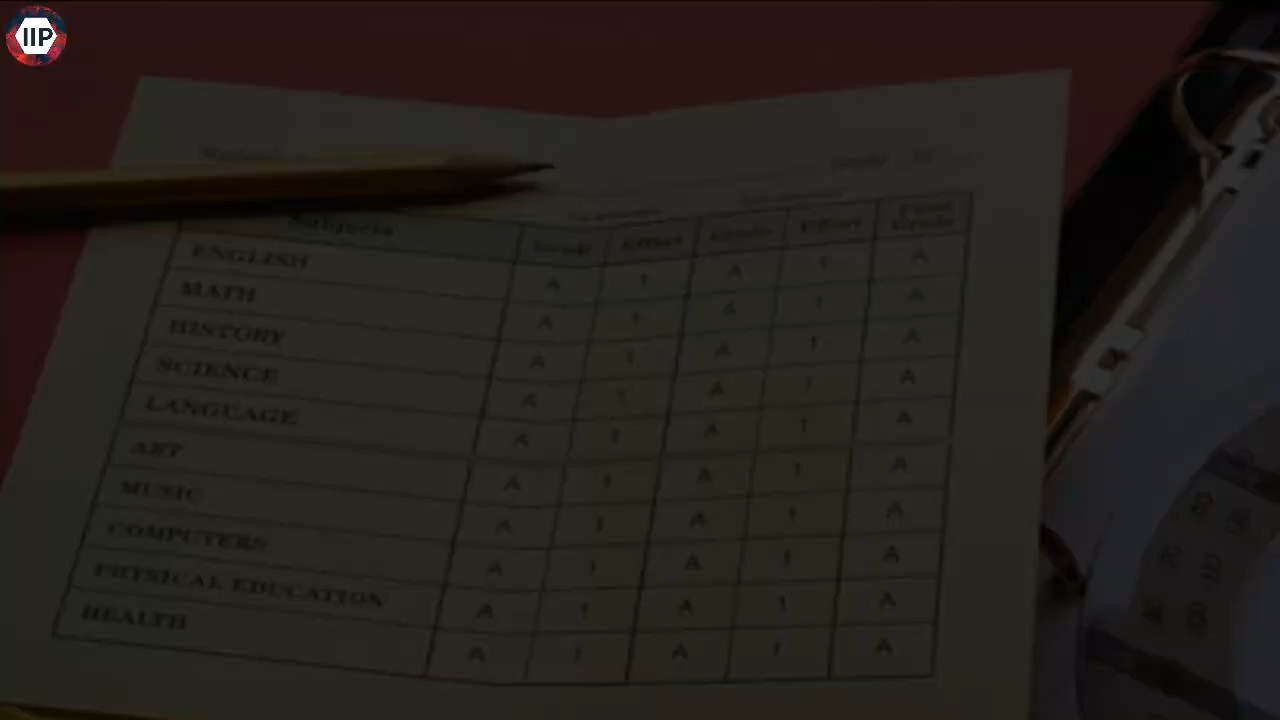 IIP
Subjects Grade Effort Grade Effort Final Grade
ENGLISH A 1 A 1 A
MATH A 1 A 1 A
HISTORY A 1 A 1 A
SCIENCE A 1 A 1 A
LANGUAGE A 1 A 1 A
ART A 1 A 1 A
MUSIC A 1 A 1 A
COMPUTERS A 1 A 1 A
PHYSICAL EDUCATION A 1 A 1 A
HEALTH A 1 A 1 A